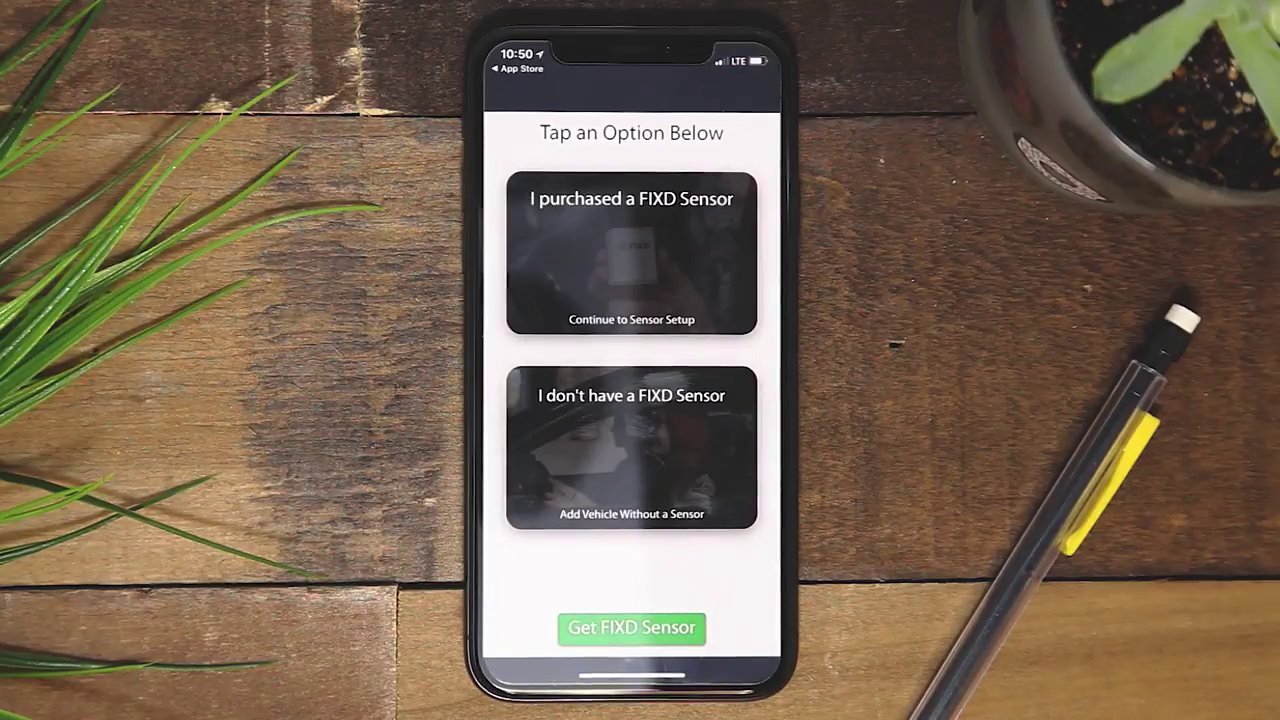 10:50
LTE
App Store
Tap an Option Below
I purchased a FIXD Sensor
FIXD
Continue to Sensor Setup
I don't have a FIXD Sensor
Add Vehicle Without a Sensor
Get FIXD Sensor